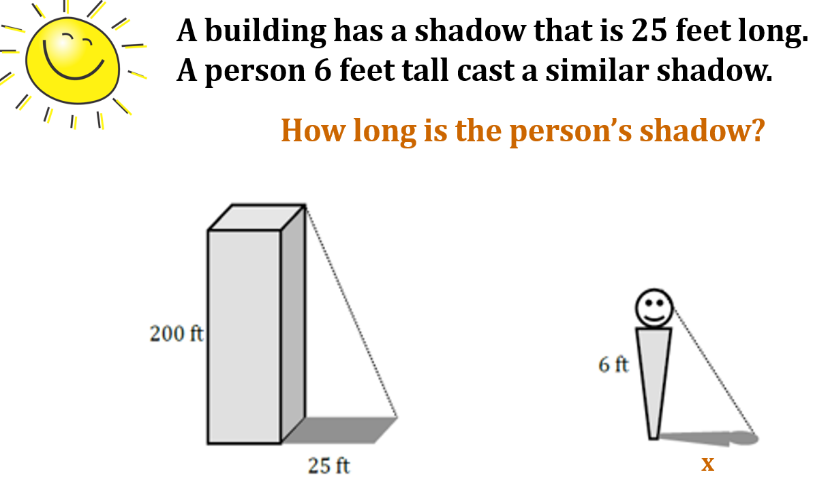 A building has a shadow that is 25 feet long.
A person 6 feet tall cast a similar shadow.
How long is the person’s shadow?
200 ft
6 ft
25 ft
x